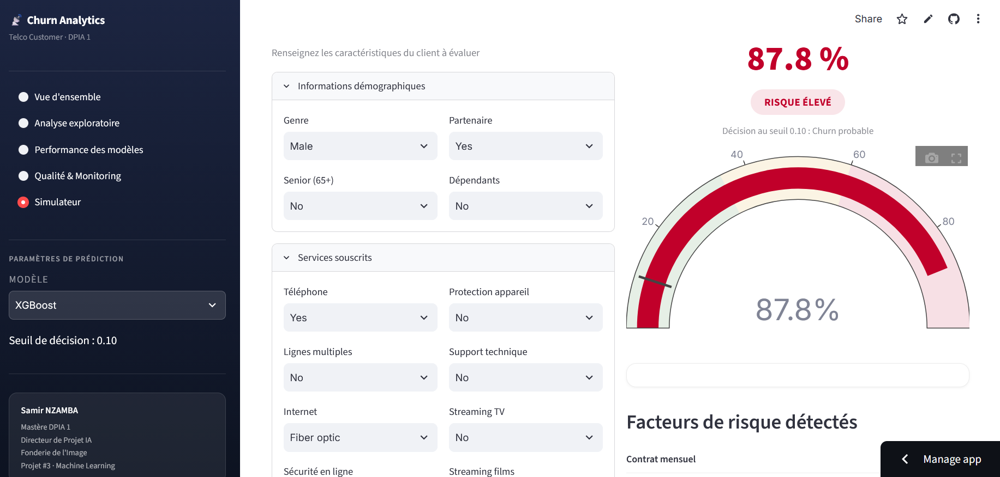 Churn Analytics
Telco Customer · DPIA 1
Vue d'ensemble
Analyse exploratoire
Performance des modèles
Qualité & Monitoring
Simulateur
PARAMÈTRES DE PRÉDICTION
MODÈLE
XGBoost
Seuil de décision : 0.10
Samir NZAMBA
Mastère DPIA 1
Directeur de Projet IA
Fonderie de l'Image
Projet #3 · Machine Learning
Renseignez les caractéristiques du client à évaluer
Informations démographiques
Genre
Partenaire
Male
Yes
Senior (65+)
Dépendants
No
No
Services souscrits
Téléphone
Protection appareil
Yes
No
Lignes multiples
Support technique
No
No
Internet
Streaming TV
Fiber optic
No
Sécurité en ligne
Streaming films
Share
87.8 %
RISQUE ÉLEVÉ
Décision au seuil 0.10 : Churn probable
20
40
60
80
87.8%
Facteurs de risque détectés
Contrat mensuel
Manage app